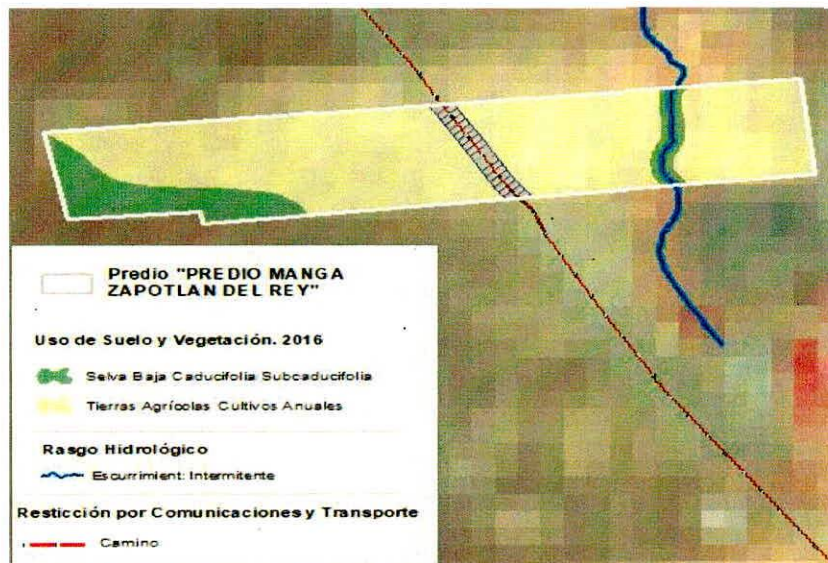 Predio "PREDIO MANGA
ZAPOTLAN DEL REY"
Uso de Suelo y Vegetación. 2016
Selva Baja Caducifolia Subcaducifolia
Tierras Agrícolas Cultivos Anuales
Rasgo Hidrológico
Escurrimient: Intermitente
Resticción por Comunicaciones y Transporte
Camino